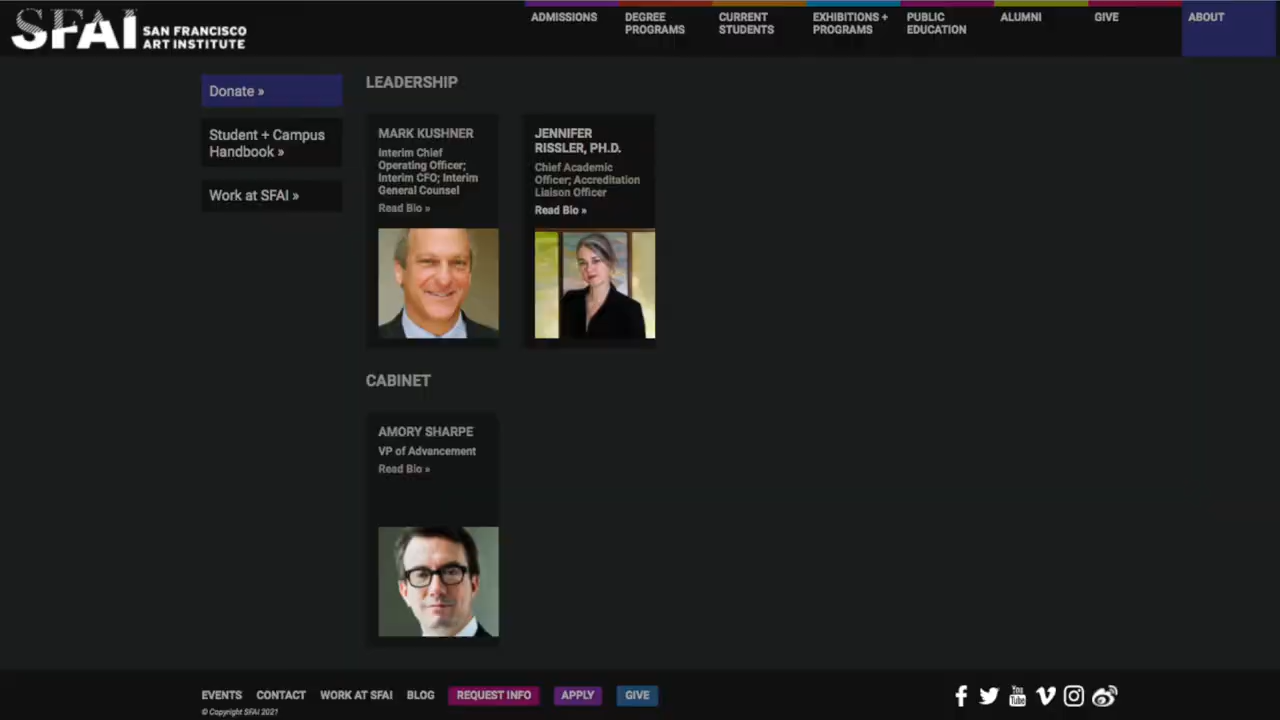 SFAI SAN FRANCISCO
ART INSTITUTE
ADMISSIONS
DEGREE
PROGRAMS
CURRENT
STUDENTS
EXHIBITIONS +
PROGRAMS
PUBLIC
EDUCATION
ALUMNI
GIVE
ABOUT
Donate »
Student + Campus
Handbook »
Work at SFAI »
LEADERSHIP
MARK KUSHNER
Interim Chief
Operating Officer;
Interim CFO; Interim
General Counsel
Read Bio »
JENNIFER
RISSLER, PH.D.
Chief Academic
Officer; Accreditation
Liaison Officer
Read Bio »
CABINET
AMORY SHARPE
VP of Advancement
Read Bio »
EVENTS CONTACT WORK AT SFAI BLOG REQUEST INFO APPLY GIVE
You
Tube
© Copyright SFAI 2021